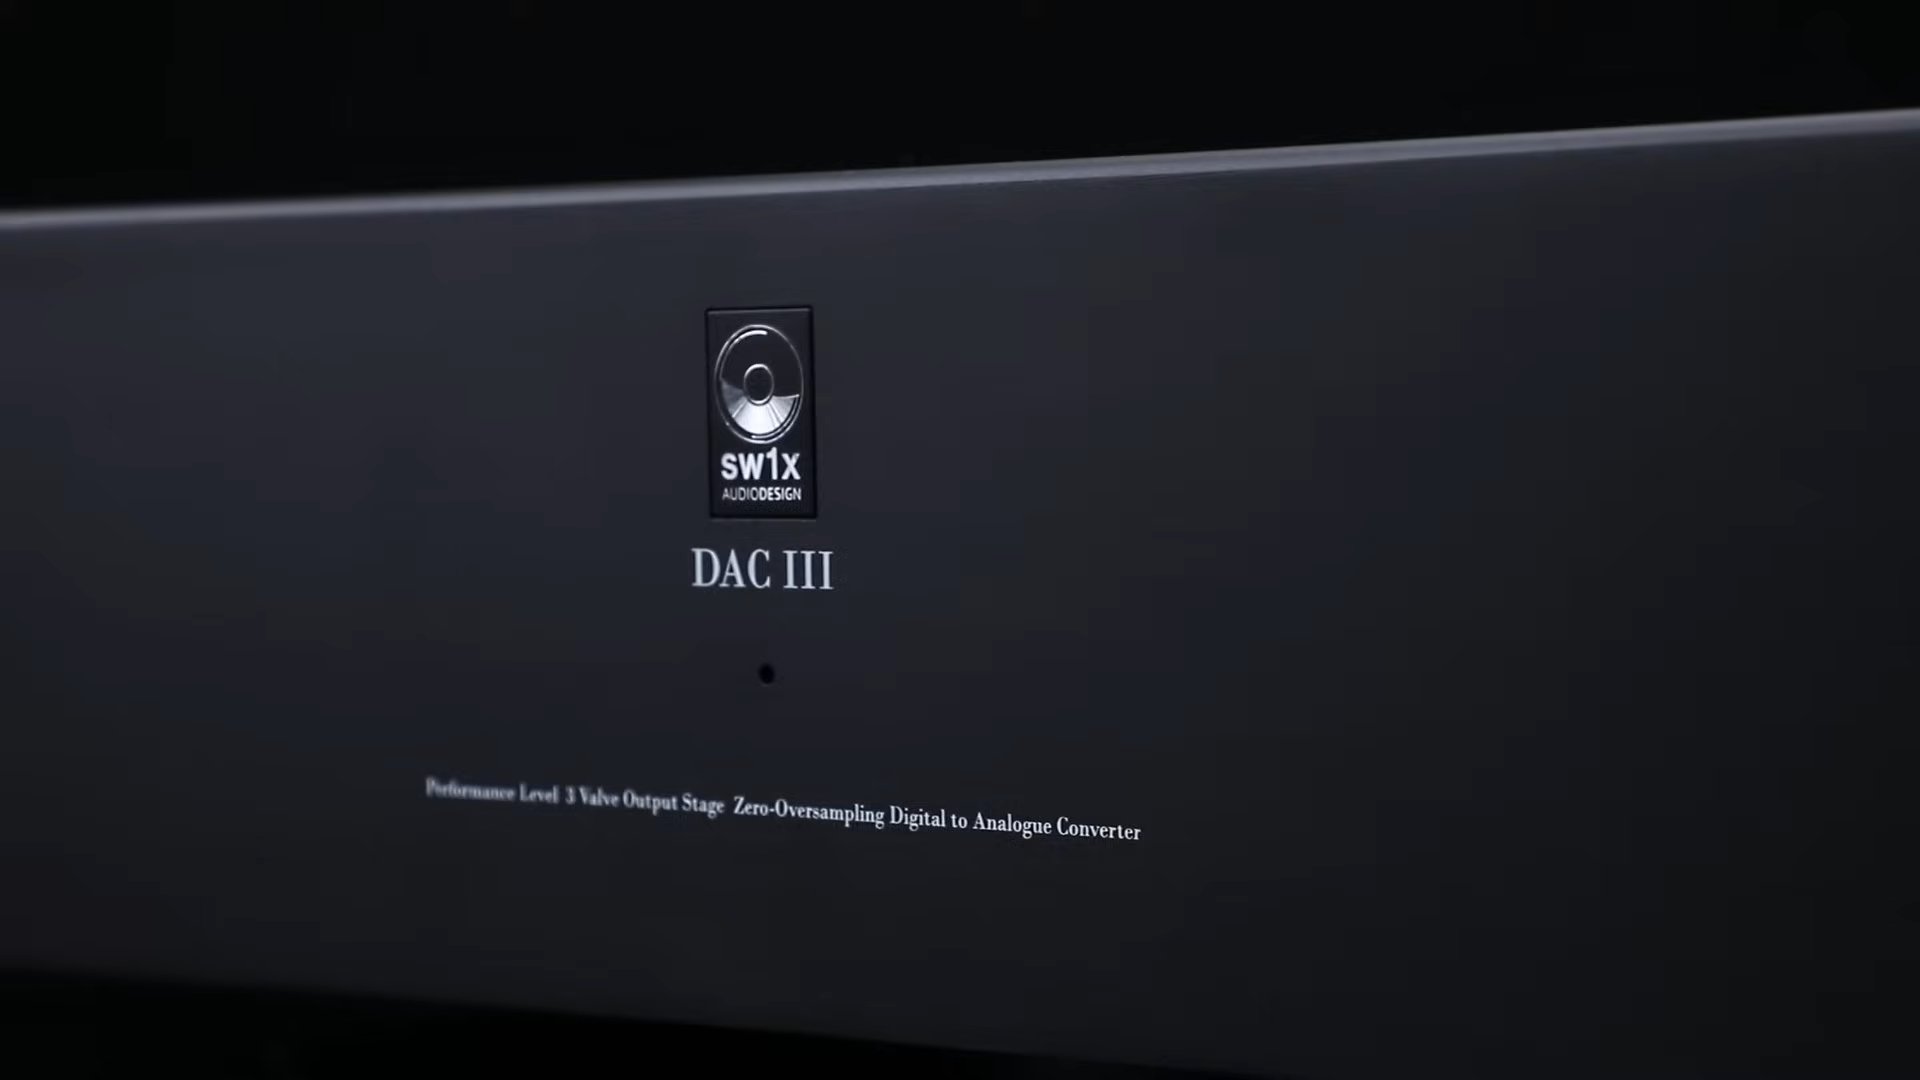 sw1x
AUDIODESIGN
DAC III
Performance Level 3 Valve Output Stage Zero-Oversampling Digital to Analogue Converter